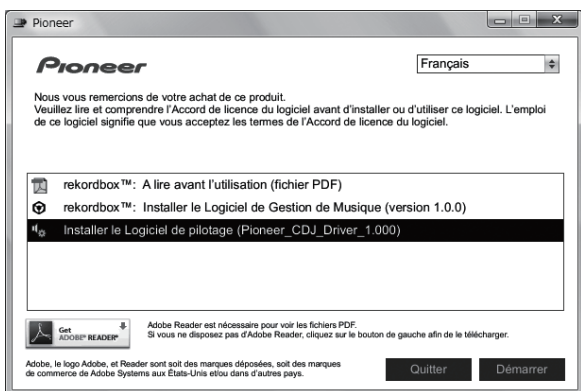 Pioneer
Pioneer
Français
Nous vous remercions de votre achat de ce produit.
Veuillez lire et comprendre l'Accord de licence du logiciel avant d'installer ou d'utiliser ce logiciel. L'emploi
de ce logiciel signifie que vous acceptez les termes de l'Accord de licence du logiciel.
rekordbox™: A lire avant l'utilisation (fichier PDF)
rekordbox™: Installer le Logiciel de Gestion de Musique (version 1.0.0)
Installer le Logiciel de pilotage (Pioneer_CDJ_Driver_1.000)
Get
ADOBE® READER®
Adobe Reader est nécessaire pour voir les fichiers PDF.
Si vous ne disposez pas d'Adobe Reader, cliquez sur le bouton de gauche afin de le télécharger.
Adobe, le logo Adobe, et Reader sont soit des marques déposées, soit des marques
de commerce de Adobe Systems aux États-Unis et/ou dans d'autres pays.
Quitter
Démarrer